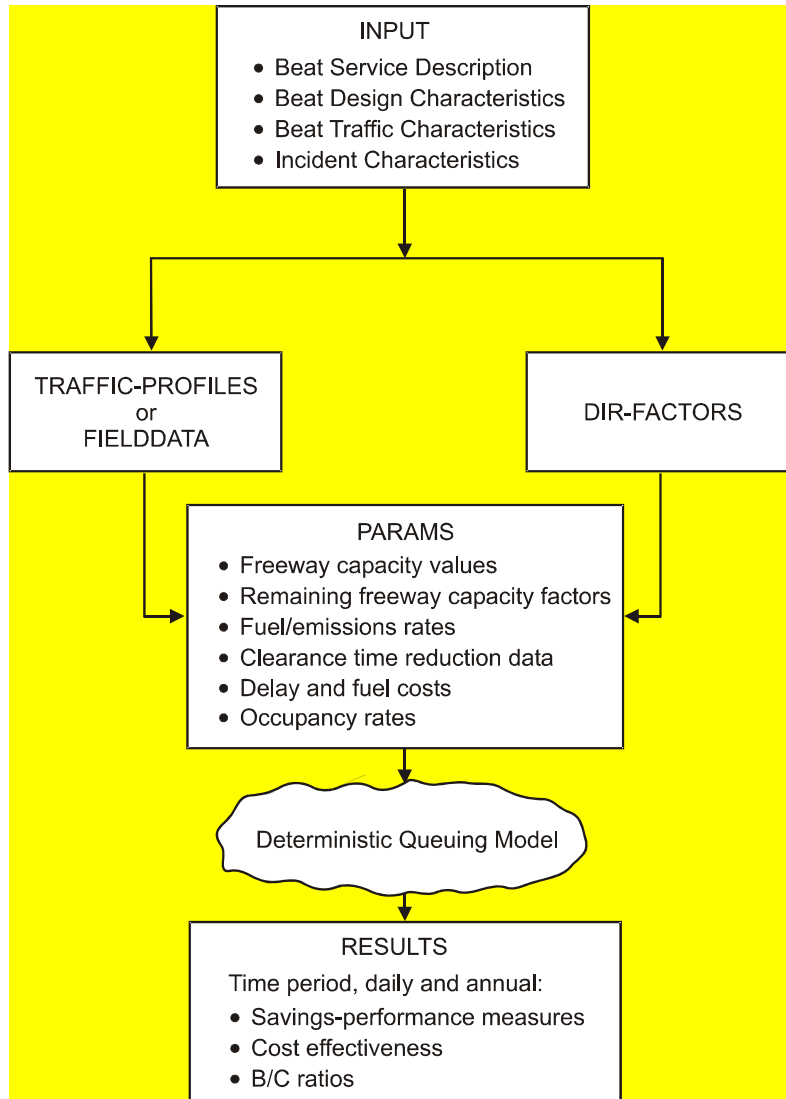 INPUT
• Beat Service Description
• Beat Design Characteristics
• Beat Traffic Characteristics
• Incident Characteristics
TRAFFIC-PROFILES
or
FIELDDATA
DIR-FACTORS
PARAMS
• Freeway capacity values
• Remaining freeway capacity factors
• Fuel/emissions rates
• Clearance time reduction data
• Delay and fuel costs
• Occupancy rates
Deterministic Queuing Model
RESULTS
Time period, daily and annual:
• Savings-performance measures
• Cost effectiveness
• B/C ratios